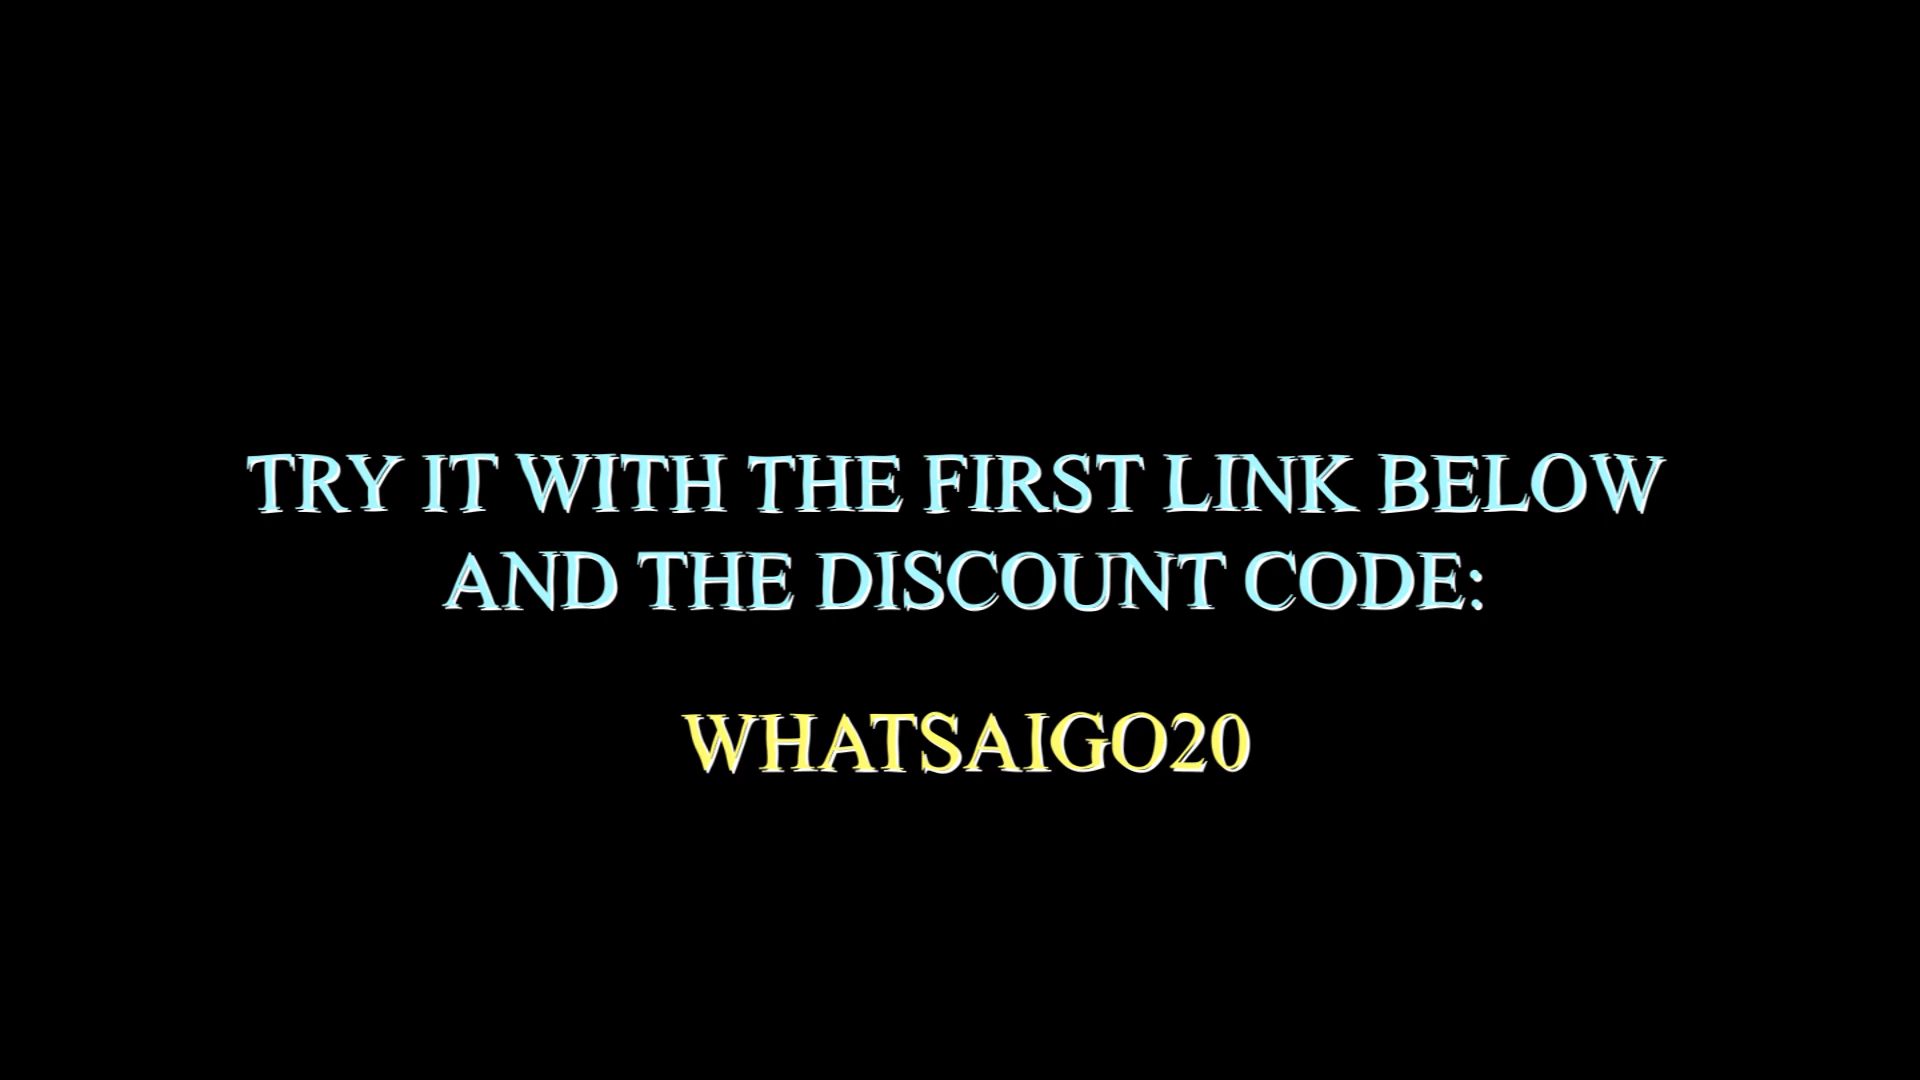 TRY IT WITH THE FIRST LINK BELOW
AND THE DISCOUNT CODE:
WHATSAIGO20